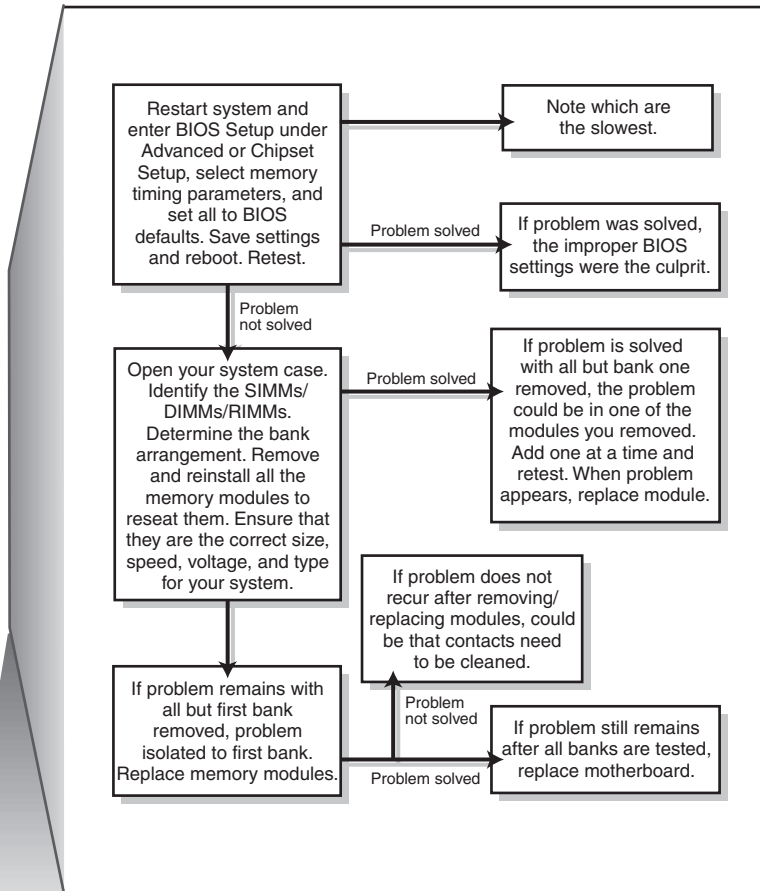 Restart system and
enter BIOS Setup under
Advanced or Chipset
Setup, select memory
timing parameters, and
set all to BIOS
defaults. Save settings
and reboot. Retest.
Note which are
the slowest.
Problem solved
If problem was solved,
the improper BIOS
settings were the culprit.
Problem
not solved
Open your system case.
Identify the SIMMs/
DIMMs/RIMMs.
Determine the bank
arrangement. Remove
and reinstall all the
memory modules to
reseat them. Ensure that
they are the correct size,
speed, voltage, and type
for your system.
Problem solved
If problem is solved
with all but bank one
removed, the problem
could be in one of the
modules you removed.
Add one at a time and
retest. When problem
appears, replace module.
If problem does not
recur after removing/
replacing modules, could
be that contacts need
to be cleaned.
If problem remains with
all but first bank
removed, problem
isolated to first bank.
Replace memory modules.
Problem
not solved
Problem solved
If problem still remains
after all banks are tested,
replace motherboard.